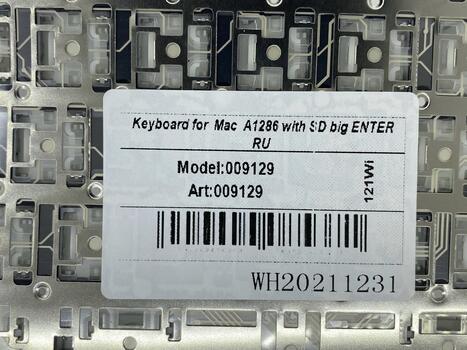 Keyboard for Mac A1286 with SD big ENTER
RU
Model:009129
Art:009129
121Wi
WH20211231